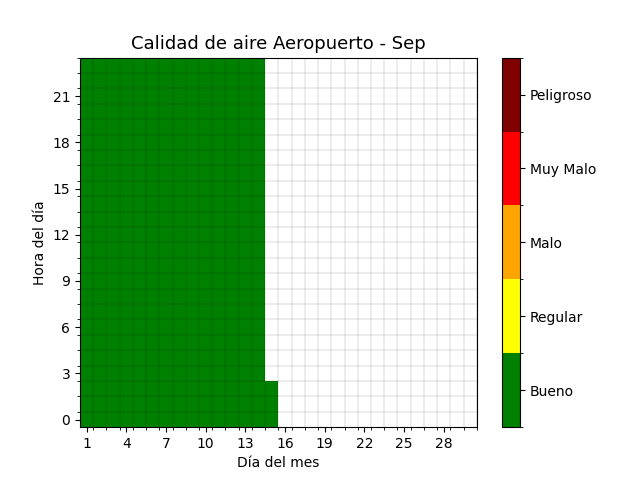 Calidad de aire Aeropuerto - Sep
21
18
15
12
9
6
3
0
Hora del día
1 4 7 10 13 16 19 22 25 28
Día del mes
Peligroso
Muy Malo
Malo
Regular
Bueno